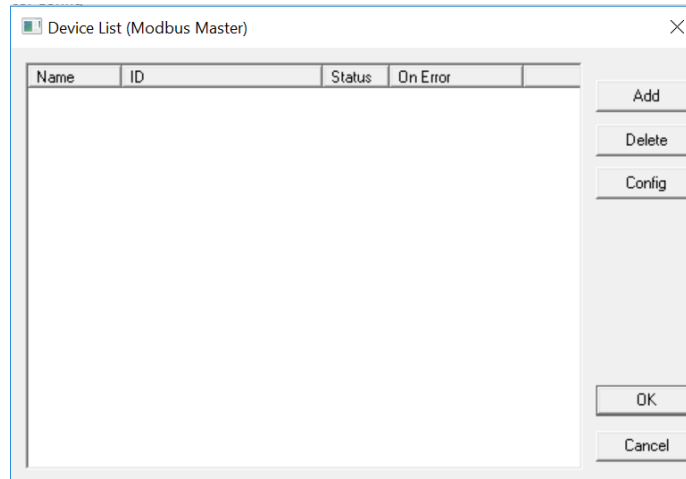 Device List (Modbus Master)
Name ID Status On Error
Add
Delete
Config
OK
Cancel